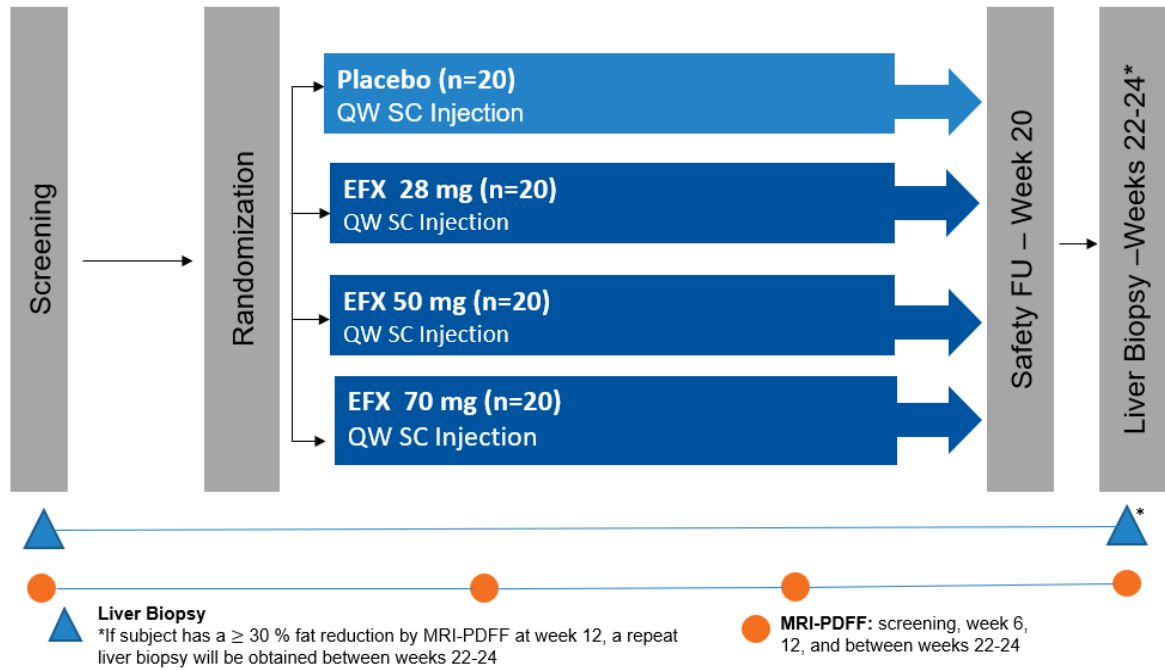 Screening
Randomization
Placebo (n=20)
QW SC Injection
EFX 28 mg (n=20)
QW SC Injection
EFX 50 mg (n=20)
QW SC Injection
EFX 70 mg (n=20)
QW SC Injection
Safety FU – Week 20
Liver Biopsy –Weeks 22-24*
*
Liver Biopsy
*If subject has a ≥ 30 % fat reduction by MRI-PDFF at week 12, a repeat
liver biopsy will be obtained between weeks 22-24
MRI-PDFF: screening, week 6,
12, and between weeks 22-24